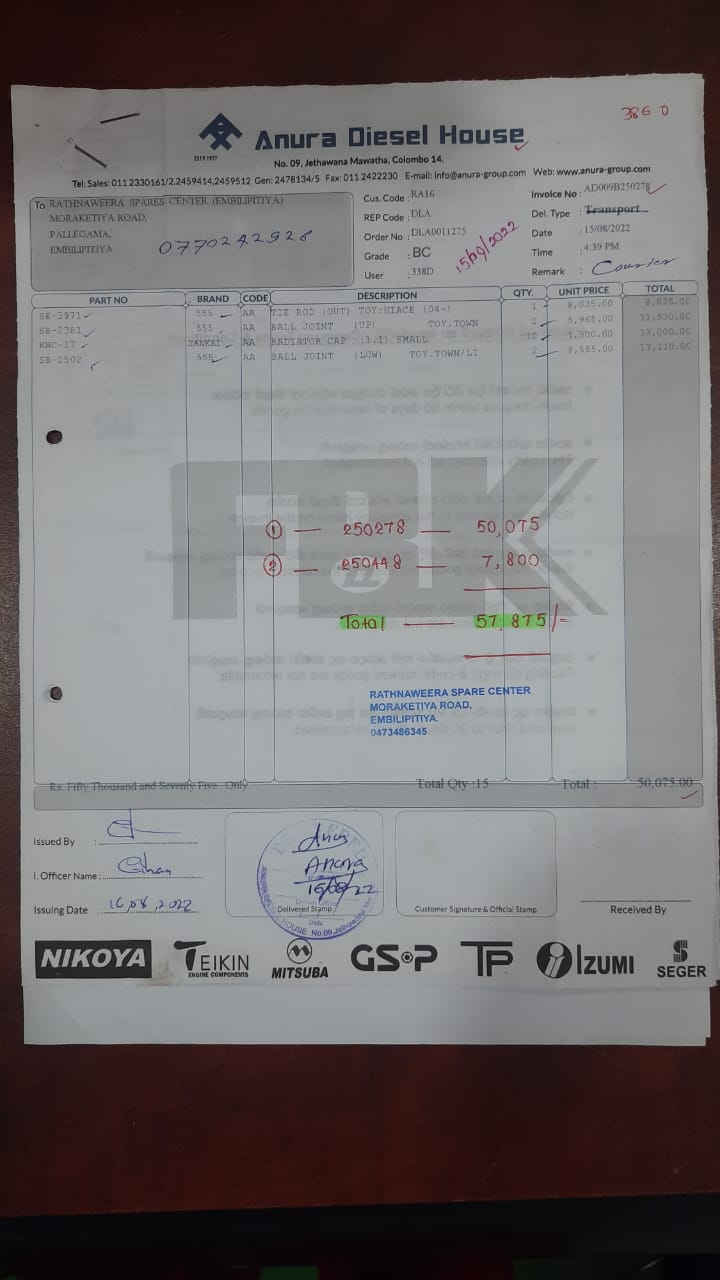 3860
ESTD 1977
Anura Diesel House
No. 09, Jethawana Mawatha, Colombo 14.
Tel: Sales: 011 2330161/2,2459414,2459512 Gen: 2478134/5 Fax: 011 2422230 E-mail: info@anura-group.com Web: www.anura-group.com
To RATHNAWEERA SPARES CENTER (EMBILIPITIYA)
MORAKETIYA ROAD,
PALLEGAMA,
EMBILIPITIYA
0770242926
Cus. Code : RA16
REP Code : DLA
Order No : DLA0011275
Grade : BC
User : 338D
15/09/2022
Invoice No : AD009B250278
Del. Type : Transport
Date : 15/08/2022
Time : 4:39 PM
Remark : Courier
PART NO BRAND CODE DESCRIPTION QTY. UNIT PRICE TOTAL
SE-3971 555 AA TIE ROD (OUT) TOY:HIACE (04-) 1 8,035.00 8,035.00
SB-2361 555 AA BALL JOINT (UP) TOY.TOWN 2 5,965.00 11,930.00
KHC-17 SANKEI AA RADIATOR CAP (1.1) SMALL 10 1,300.00 13,000.00
SB-2502 555 AA BALL JOINT (LOW) TOY.TOWN/LI 2 8,555.00 17,110.00
RBK
① — 250278 — 50,075
② — 250448 — 7,800
Total — 57,875/=
RATHNAWEERA SPARE CENTER
MORAKETIYA ROAD,
EMBILIPITIYA.
0473486345
Rs. Fifty Thousand and Seventy Five Only Total Qty :15 Total : 50,075.00
Issued By :
I. Officer Name : Gihan
Issuing Date : 16,08,2022
Anura
15/08/22
Delivered Stamp
Date
HOUSE No.09, Jethawana
Customer Signature & Official Stamp
Received By
NIKOYA
TEIKIN
ENGINE COMPONENTS
MITSUBA
GSP
TP
IZUMI
SEGER